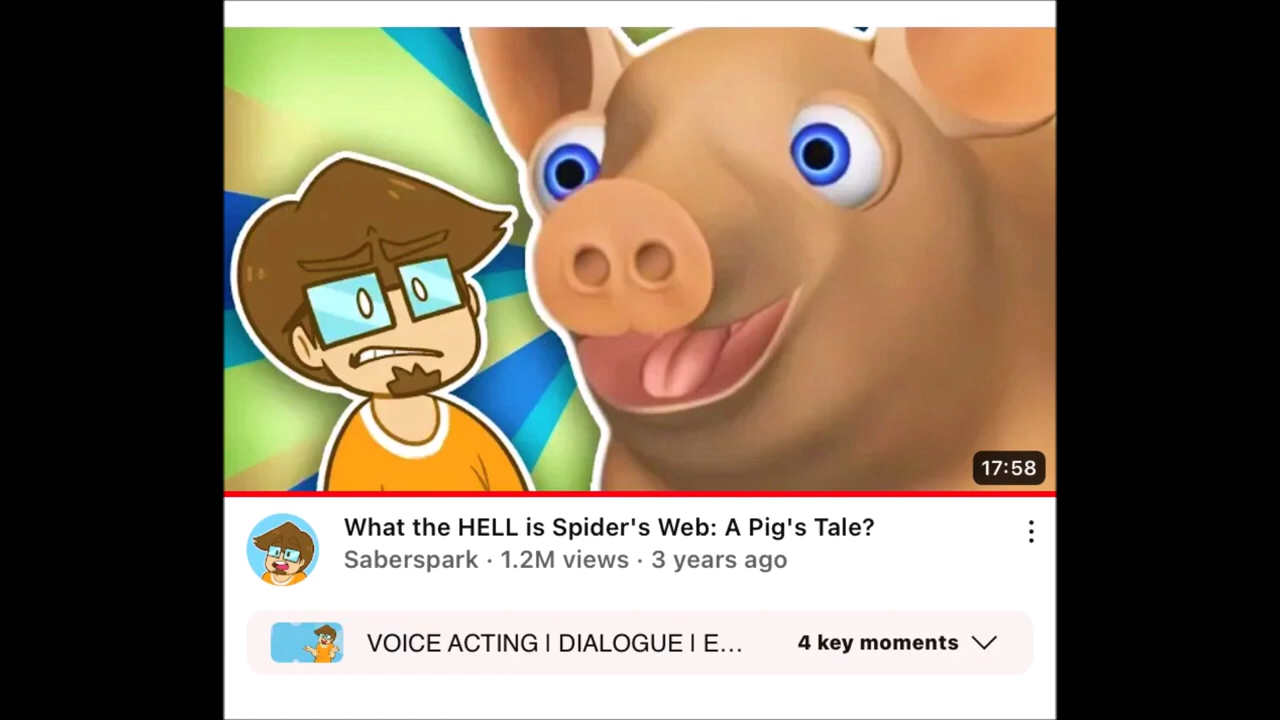 17:58
What the HELL is Spider's Web: A Pig's Tale?
Saberspark · 1.2M views · 3 years ago
VOICE ACTING | DIALOGUE | E... 4 key moments